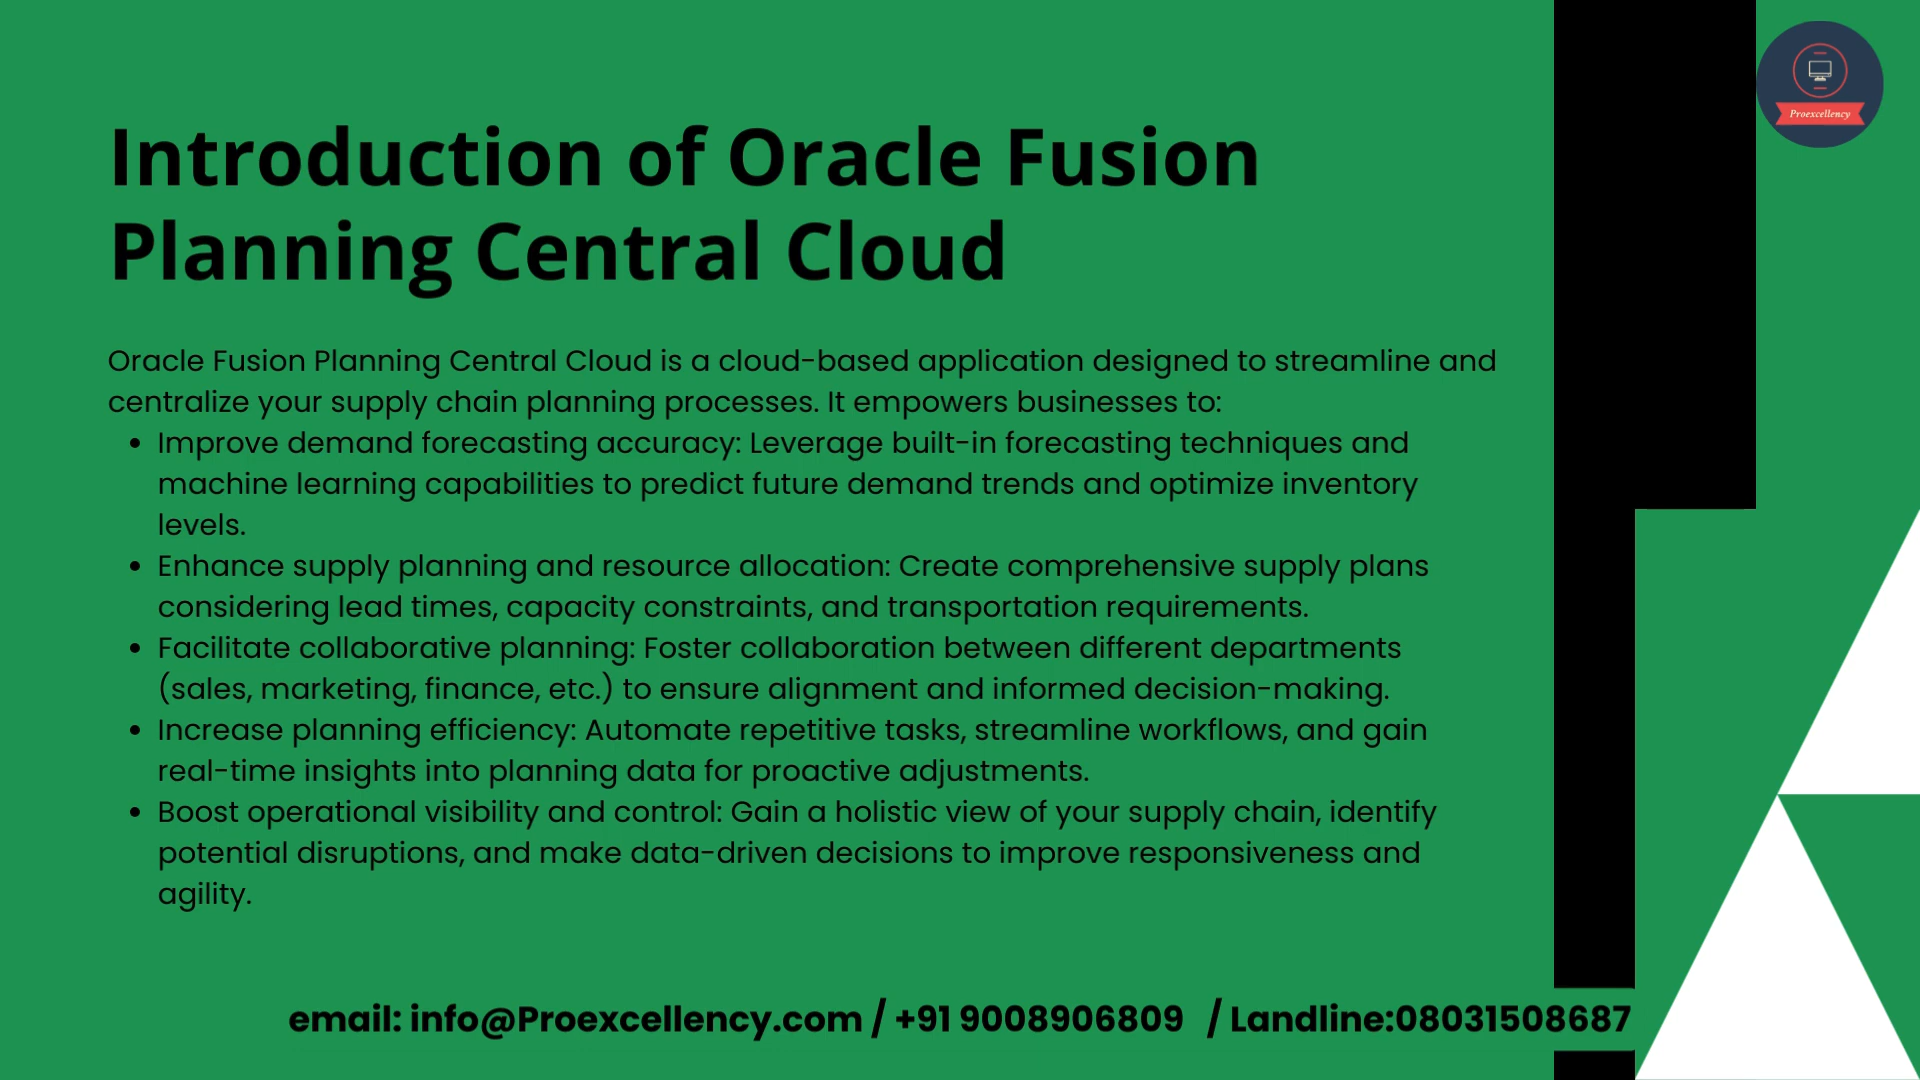 Proexcellency
Introduction of Oracle Fusion
Planning Central Cloud
Oracle Fusion Planning Central Cloud is a cloud-based application designed to streamline and
centralize your supply chain planning processes. It empowers businesses to:
• Improve demand forecasting accuracy: Leverage built-in forecasting techniques and
machine learning capabilities to predict future demand trends and optimize inventory
levels.
• Enhance supply planning and resource allocation: Create comprehensive supply plans
considering lead times, capacity constraints, and transportation requirements.
• Facilitate collaborative planning: Foster collaboration between different departments
(sales, marketing, finance, etc.) to ensure alignment and informed decision-making.
• Increase planning efficiency: Automate repetitive tasks, streamline workflows, and gain
real-time insights into planning data for proactive adjustments.
• Boost operational visibility and control: Gain a holistic view of your supply chain, identify
potential disruptions, and make data-driven decisions to improve responsiveness and
agility.
email: info@Proexcellency.com / +91 9008906809 / Landline:08031508687